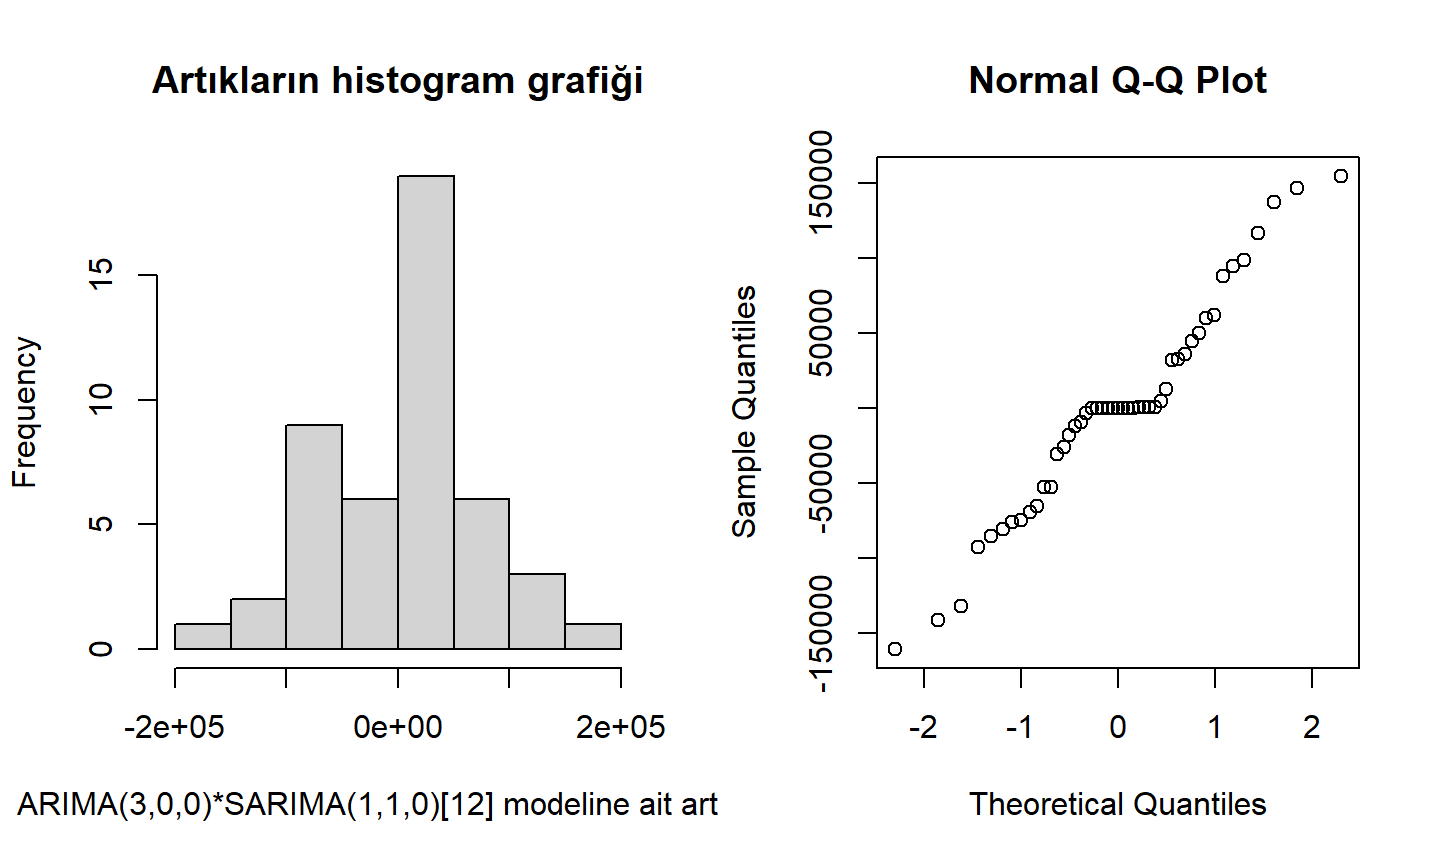 Artıkların histogram grafiği
Frequency
0
5
10
15
-2e+05
0e+00
2e+05
ARIMA(3,0,0)*SARIMA(1,1,0)[12] modeline ait art
Normal Q-Q Plot
Sample Quantiles
-150000
-50000
50000
150000
-2
-1
0
1
2
Theoretical Quantiles